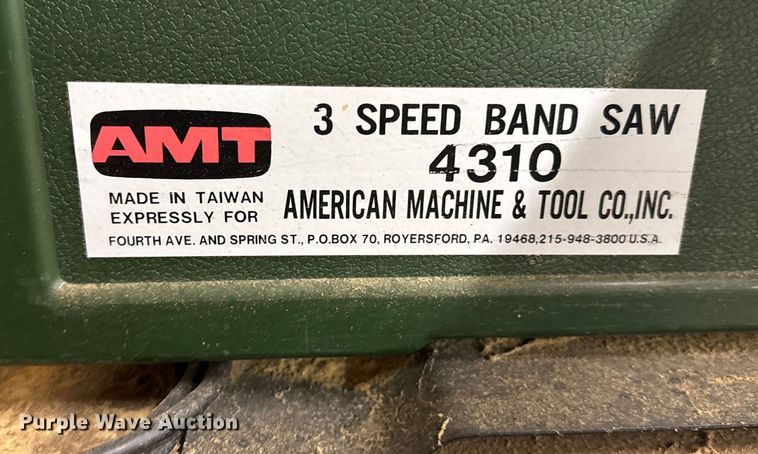 AMT
3 SPEED BAND SAW
4310
MADE IN TAIWAN
EXPRESSLY FOR
AMERICAN MACHINE & TOOL CO.,INC.
FOURTH AVE. AND SPRING ST., P.O.BOX 70, ROYERSFORD, PA. 19468,215-948-3800 U.S.A.
Purple Wave Auction